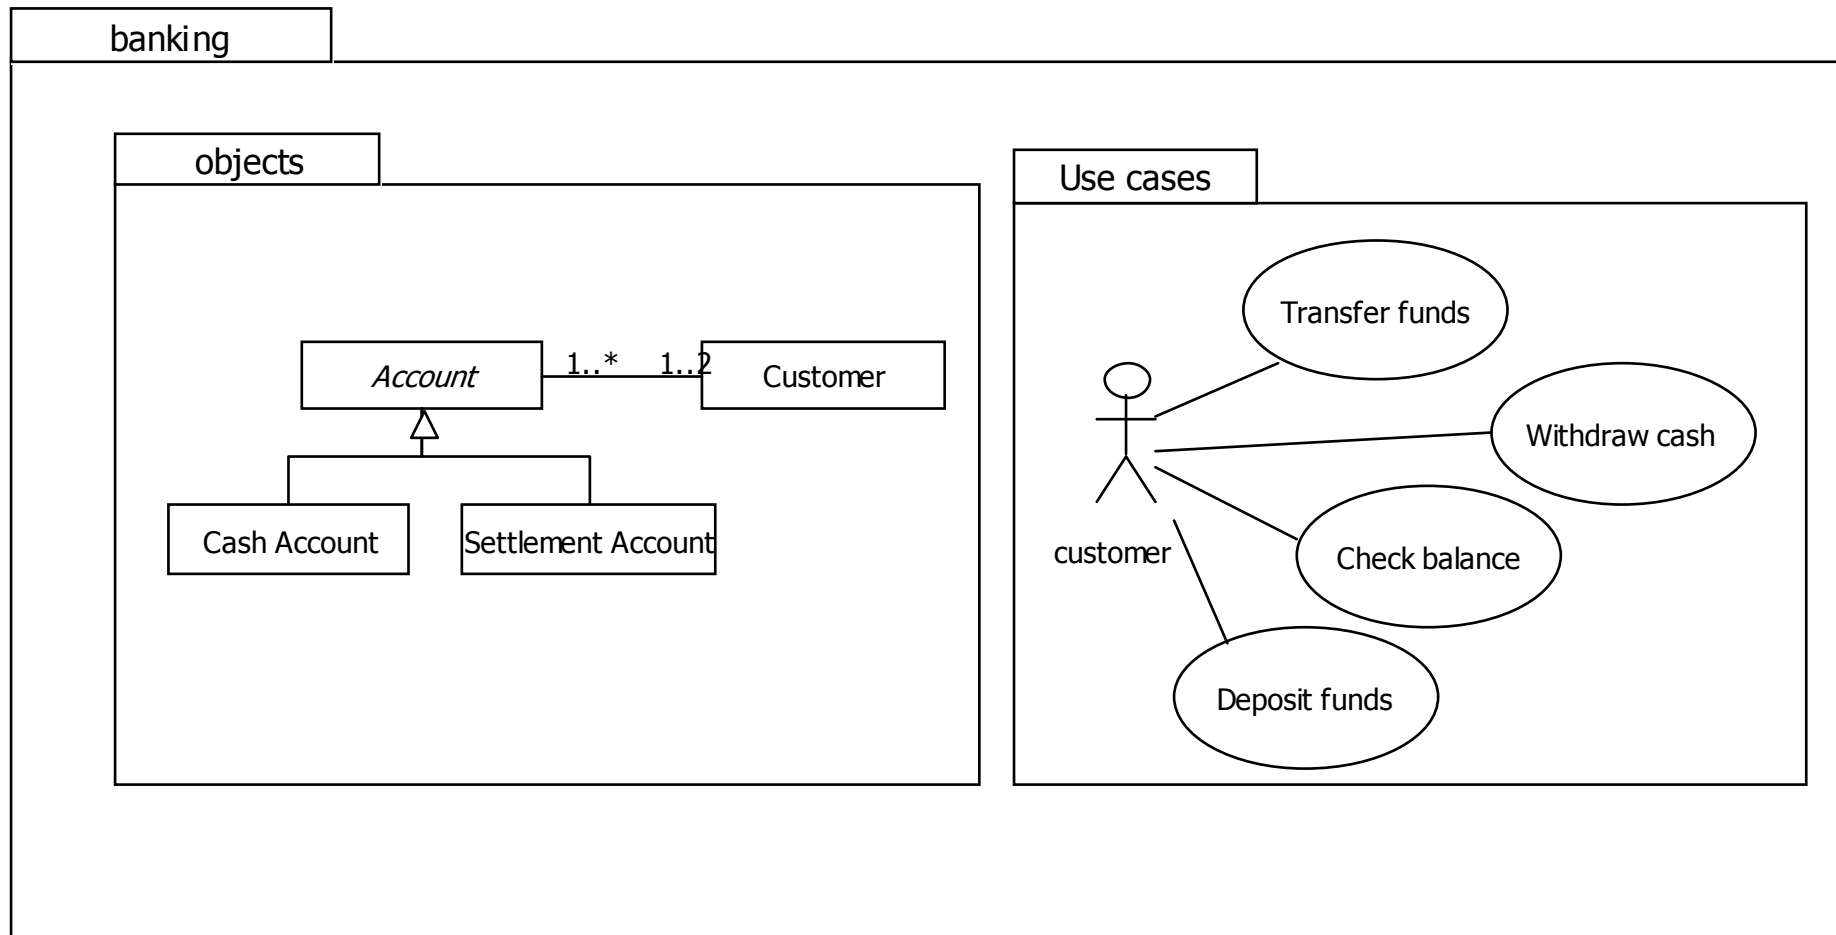 banking
objects
Use cases
Transfer funds
Account
1..*
1..2
Customer
Withdraw cash
Cash Account
Settlement Account
customer
Check balance
Deposit funds